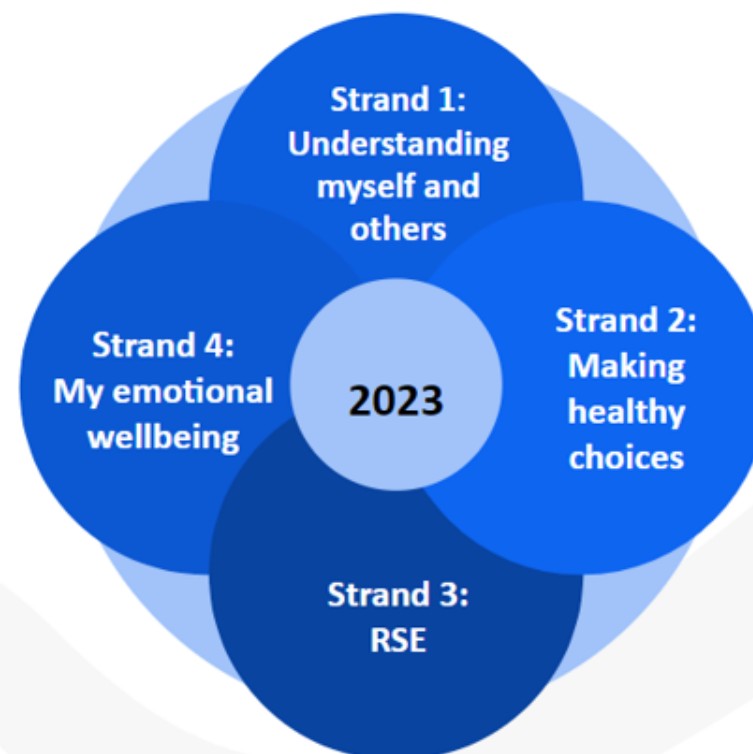 Strand 1:
Understanding
myself and
others
Strand 2:
Making
healthy
choices
Strand 3:
RSE
Strand 4:
My emotional
wellbeing
2023